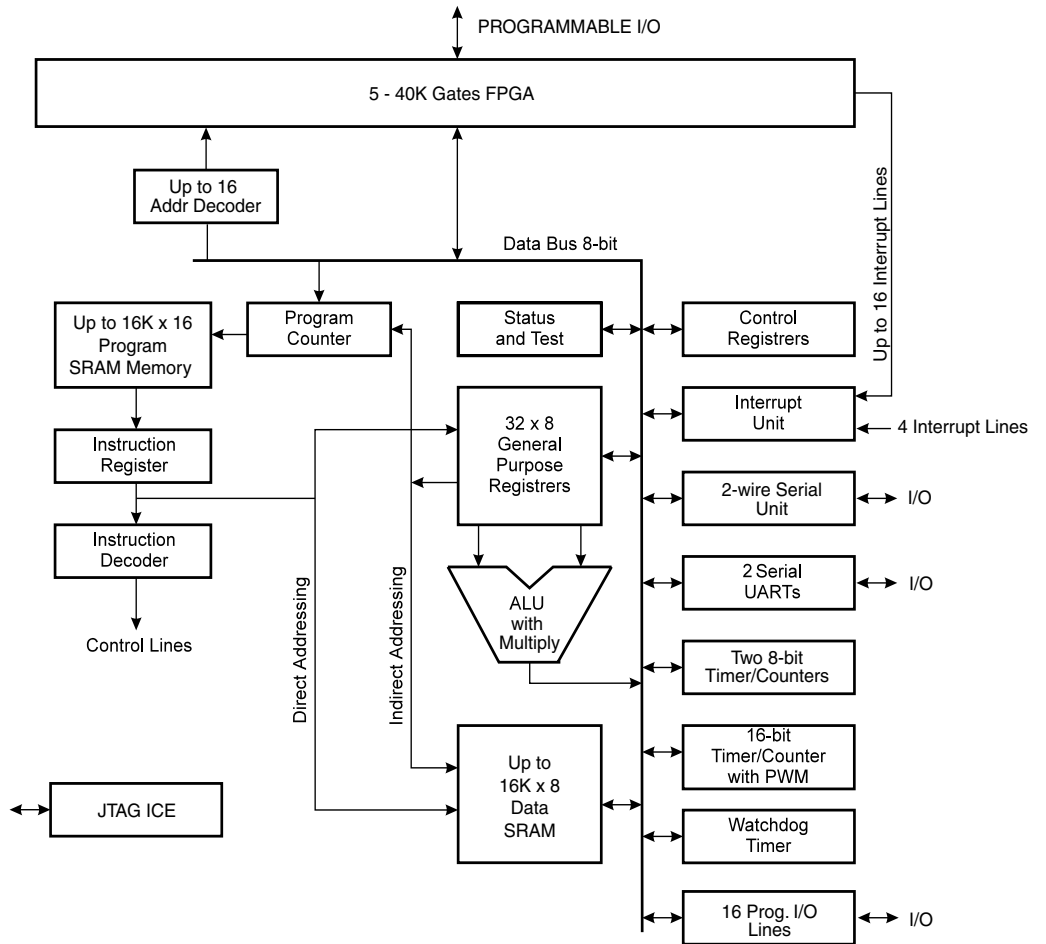 PROGRAMMABLE I/O
5 - 40K Gates FPGA
Up to 16
Addr Decoder
Up to 16 Interrupt Lines
Data Bus 8-bit
Up to 16K x 16
Program
SRAM Memory
Program
Counter
Status
and Test
Control
Registrers
Instruction
Register
32 x 8
General
Purpose
Registrers
Interrupt
Unit
4 Interrupt Lines
2-wire Serial
Unit
I/O
Instruction
Decoder
Control Lines
Direct Addressing
Indirect Addressing
ALU
with
Multiply
2 Serial
UARTs
I/O
Two 8-bit
Timer/Counters
Up to
16K x 8
Data
SRAM
16-bit
Timer/Counter
with PWM
JTAG ICE
Watchdog
Timer
16 Prog. I/O
Lines
I/O